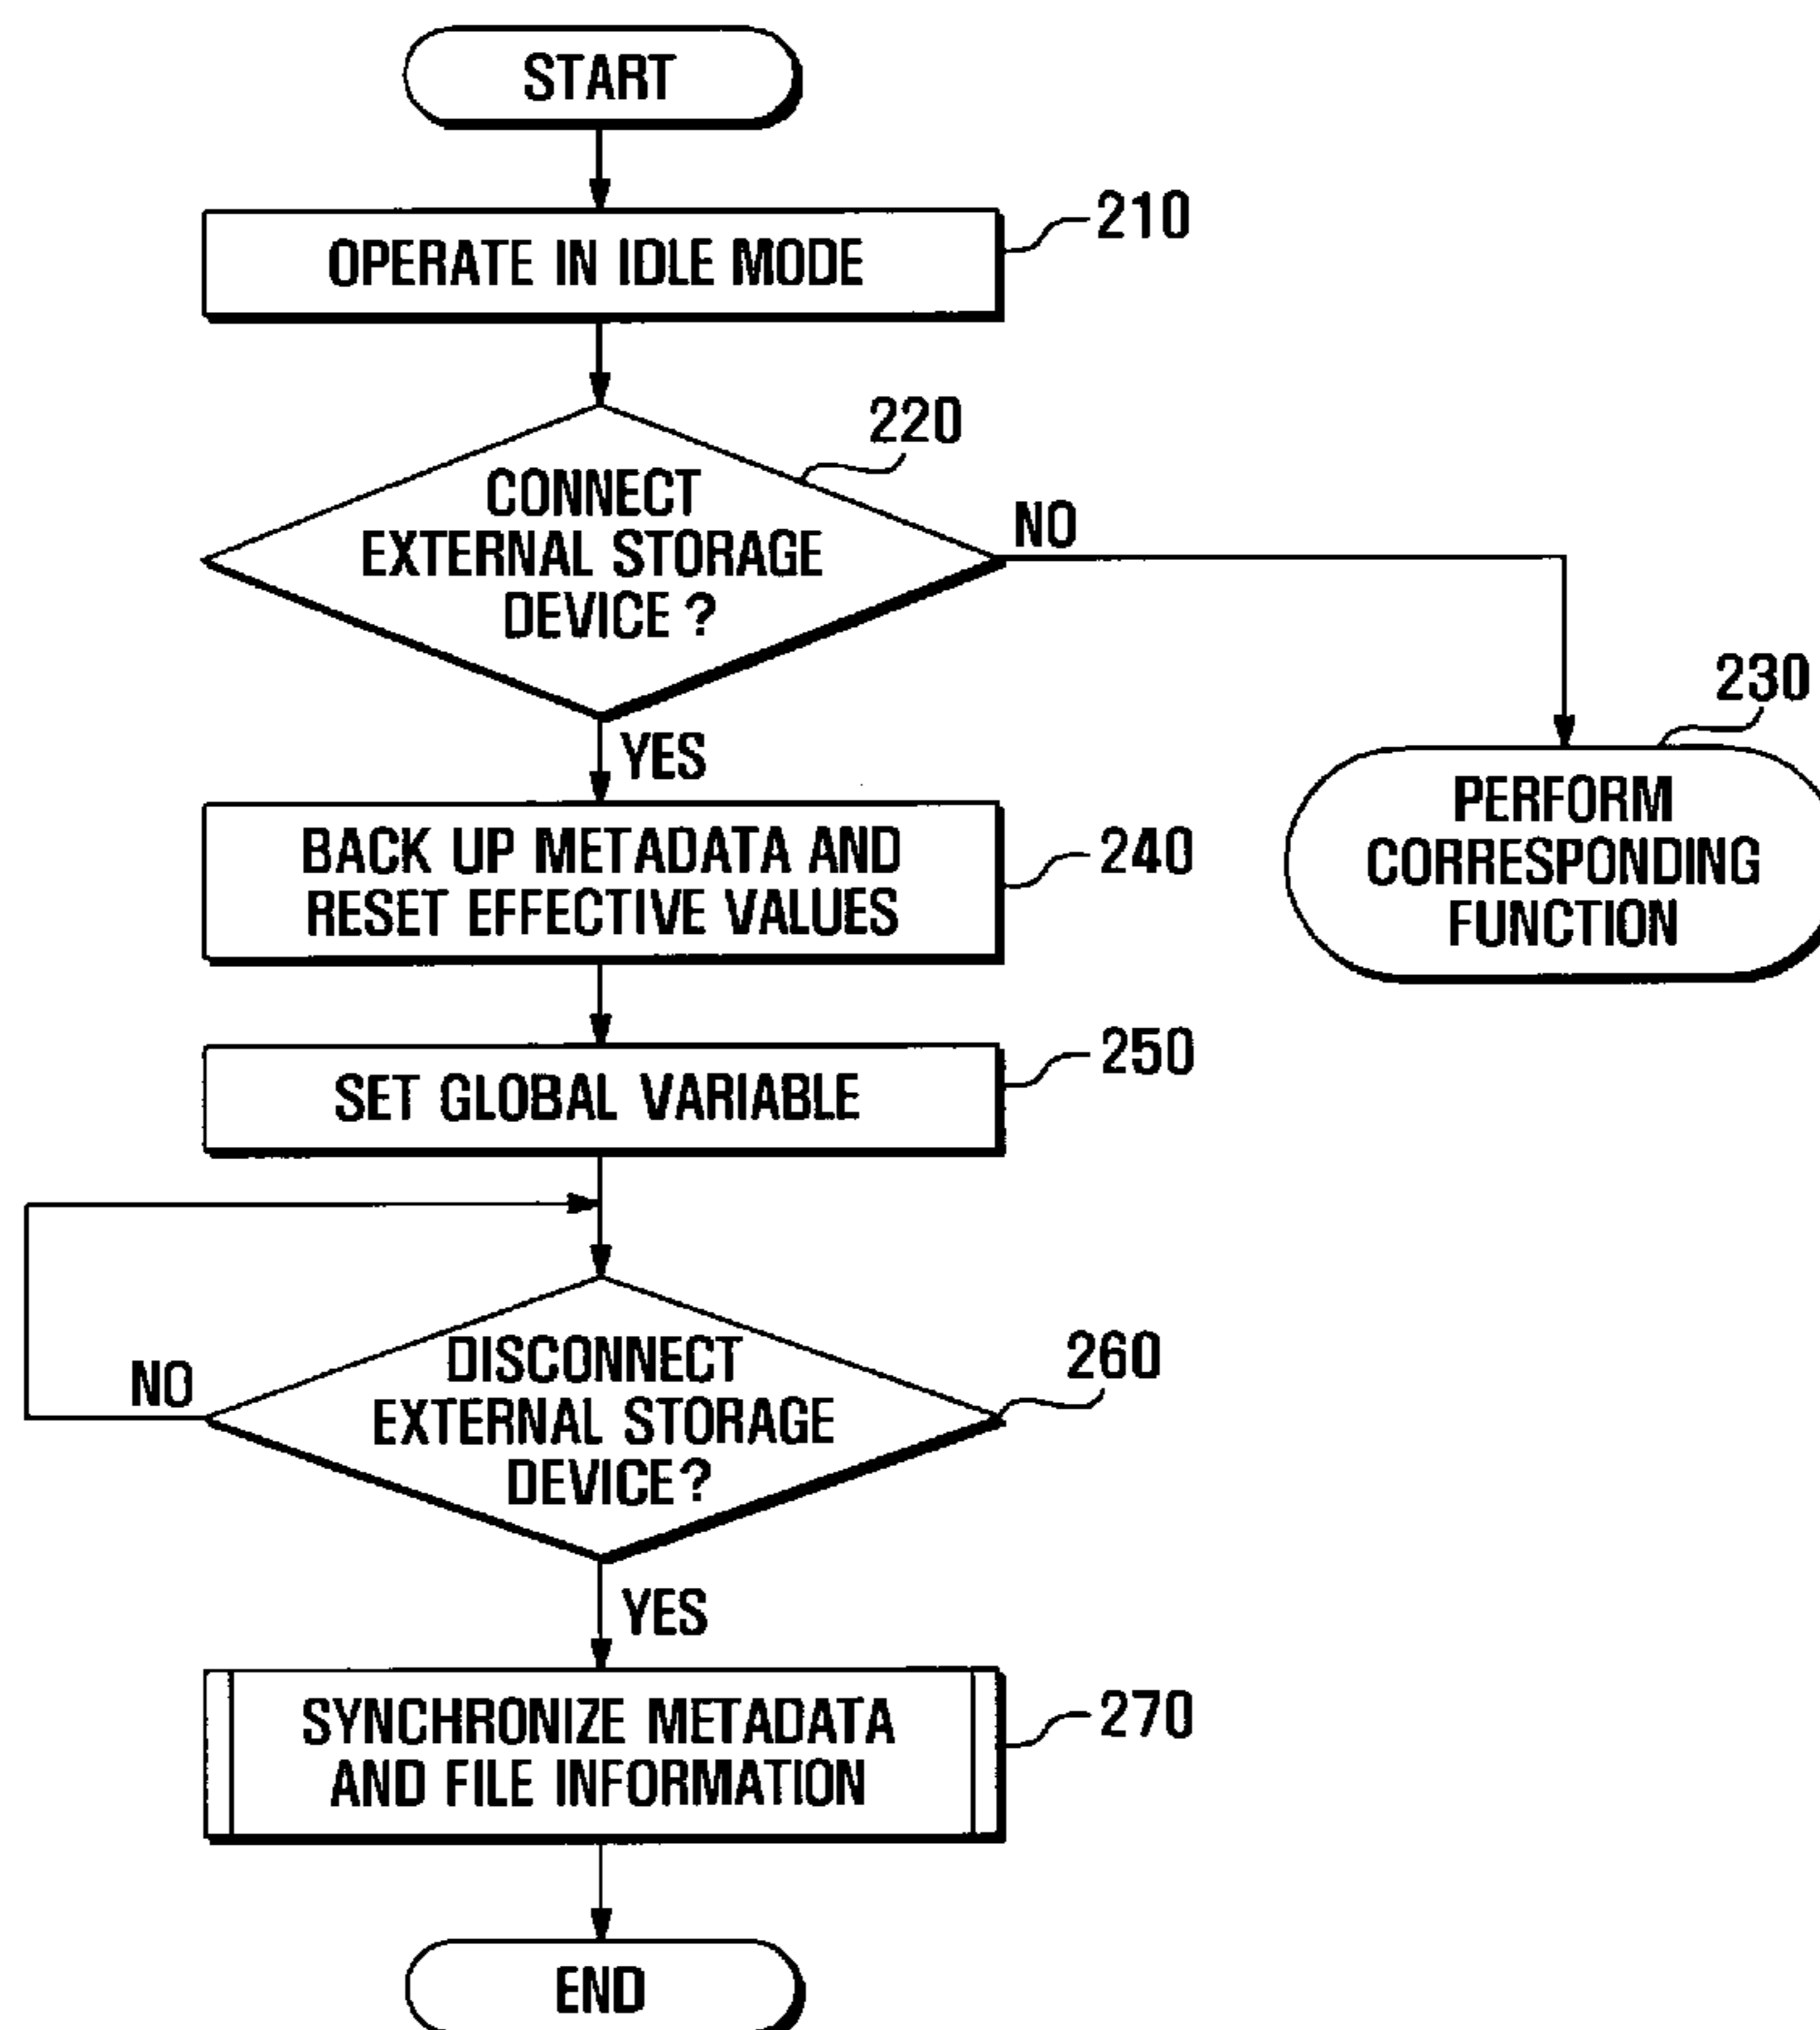 START
OPERATE IN IDLE MODE
210
220
CONNECT
EXTERNAL STORAGE
DEVICE ?
NO
YES
230
PERFORM
CORRESPONDING
FUNCTION
BACK UP METADATA AND
RESET EFFECTIVE VALUES
240
SET GLOBAL VARIABLE
250
DISCONNECT
EXTERNAL STORAGE
DEVICE?
260
NO
YES
SYNCHRONIZE METADATA
AND FILE INFORMATION
270
END